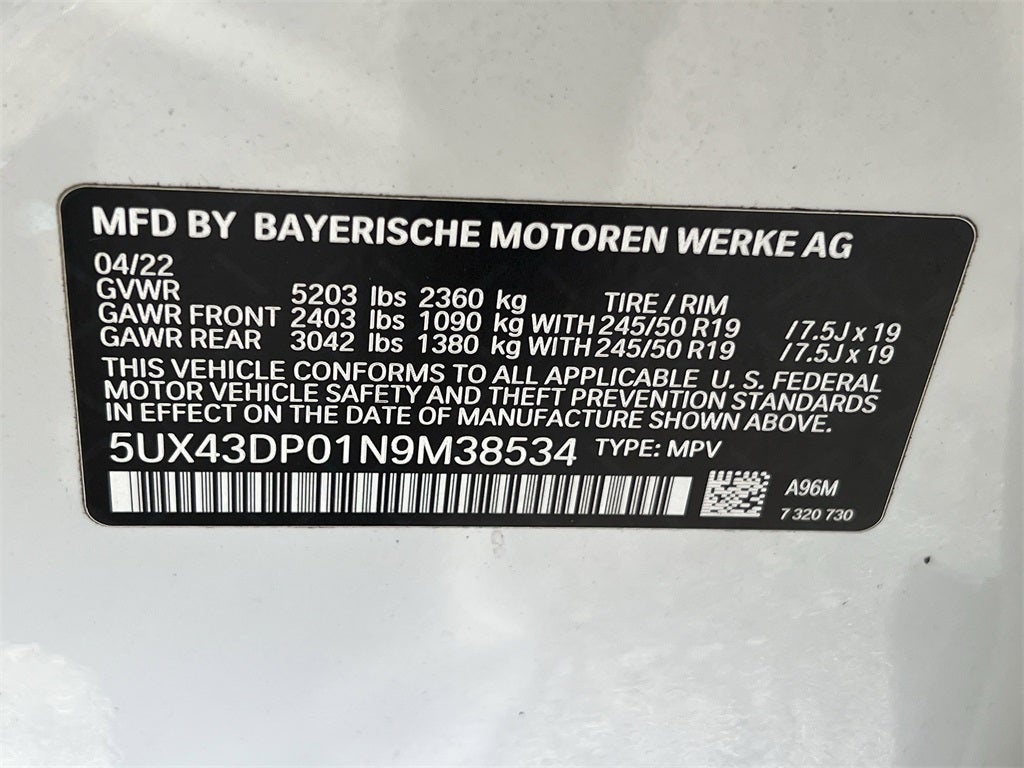 MFD BY BAYERISCHE MOTOREN WERKE AG
04/22
GVWR 5203 lbs 2360 kg TIRE / RIM
GAWR FRONT 2403 lbs 1090 kg WITH 245/50 R19 / 7.5J x 19
GAWR REAR 3042 lbs 1380 kg WITH 245/50 R19 / 7.5J x 19
THIS VEHICLE CONFORMS TO ALL APPLICABLE U. S. FEDERAL
MOTOR VEHICLE SAFETY AND THEFT PREVENTION STANDARDS
IN EFFECT ON THE DATE OF MANUFACTURE SHOWN ABOVE.
5UX43DP01N9M38534 TYPE: MPV
A96M
7 320 730